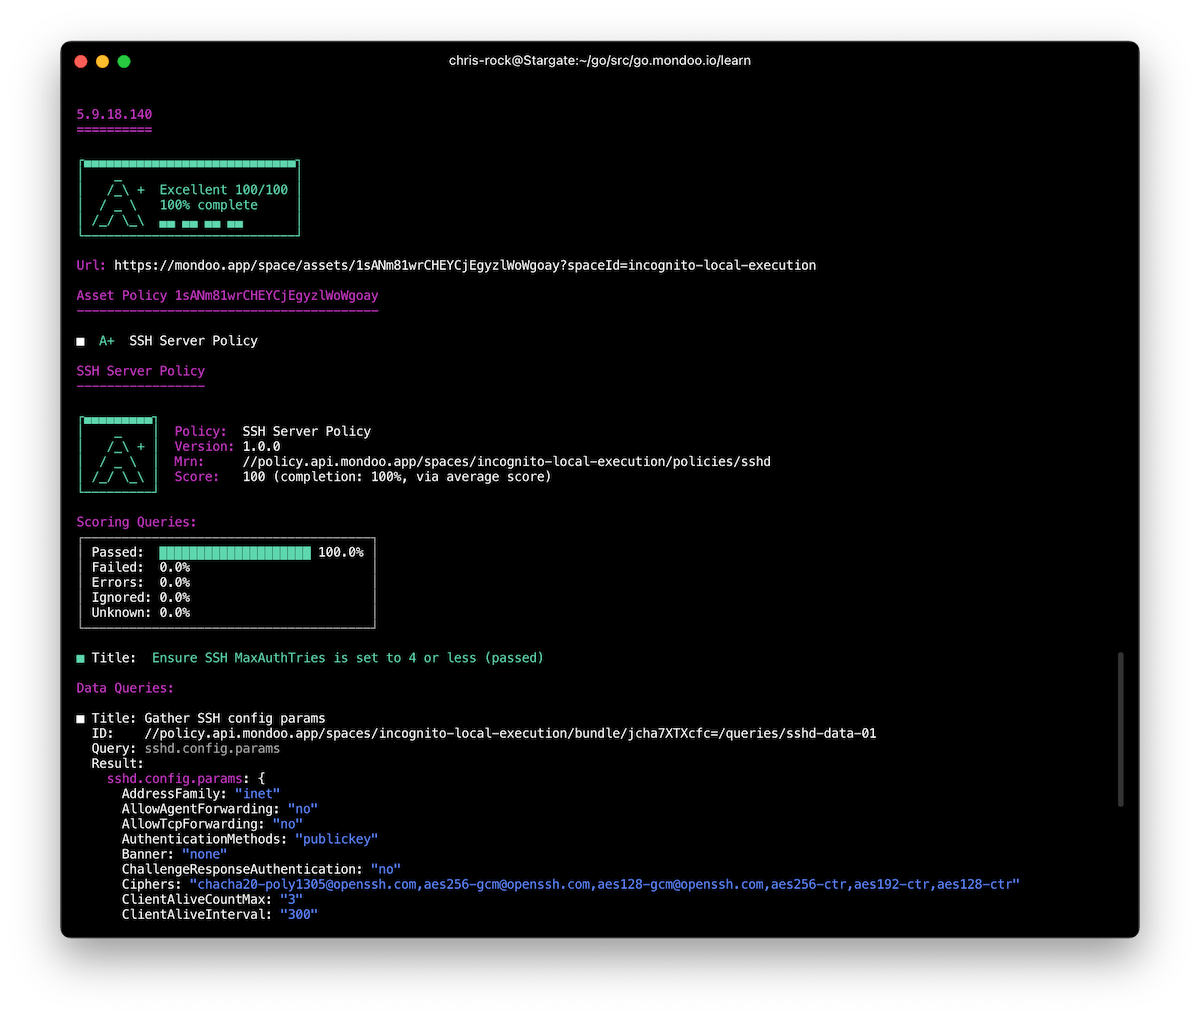 chris-rock@Stargate:~/go/src/go.mondoo.io/learn
5.9.18.140
==========
A+ Excellent 100/100
100% complete
Url: https://mondoo.app/space/assets/1sANm81wrCHEYCjEgyzlWoWgoay?spaceId=incognito-local-execution
Asset Policy 1sANm81wrCHEYCjEgyzlWoWgoay
■ A+ SSH Server Policy
SSH Server Policy
A+
Policy: SSH Server Policy
Version: 1.0.0
Mrn: //policy.api.mondoo.app/spaces/incognito-local-execution/policies/sshd
Score: 100 (completion: 100%, via average score)
Scoring Queries:
Passed: 100.0%
Failed: 0.0%
Errors: 0.0%
Ignored: 0.0%
Unknown: 0.0%
■ Title: Ensure SSH MaxAuthTries is set to 4 or less (passed)
Data Queries:
■ Title: Gather SSH config params
ID: //policy.api.mondoo.app/spaces/incognito-local-execution/bundle/jcha7XTXcfc=/queries/sshd-data-01
Query: sshd.config.params
Result:
sshd.config.params: {
AddressFamily: "inet"
AllowAgentForwarding: "no"
AllowTcpForwarding: "no"
AuthenticationMethods: "publickey"
Banner: "none"
ChallengeResponseAuthentication: "no"
Ciphers: "chacha20-poly1305@openssh.com,aes256-gcm@openssh.com,aes128-gcm@openssh.com,aes256-ctr,aes192-ctr,aes128-ctr"
ClientAliveCountMax: "3"
ClientAliveInterval: "300"